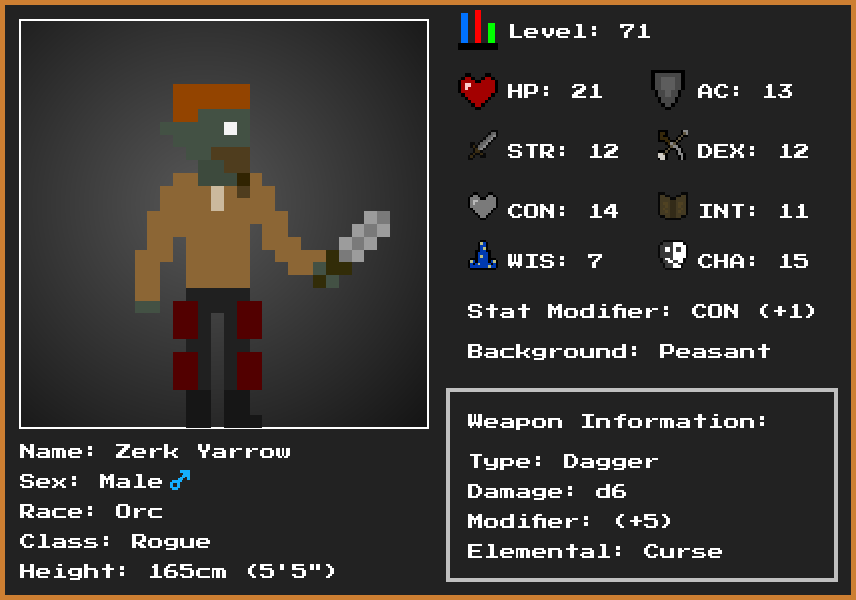 Level: 71
HP: 21 AC: 13
STR: 12 DEX: 12
CON: 14 INT: 11
WIS: 7 CHA: 15
Stat Modifier: CON (+1)
Background: Peasant
Weapon Information:
Type: Dagger
Damage: d6
Modifier: (+5)
Elemental: Curse
Name: Zerk Yarrow
Sex: Male ♂
Race: Orc
Class: Rogue
Height: 165cm (5'5")